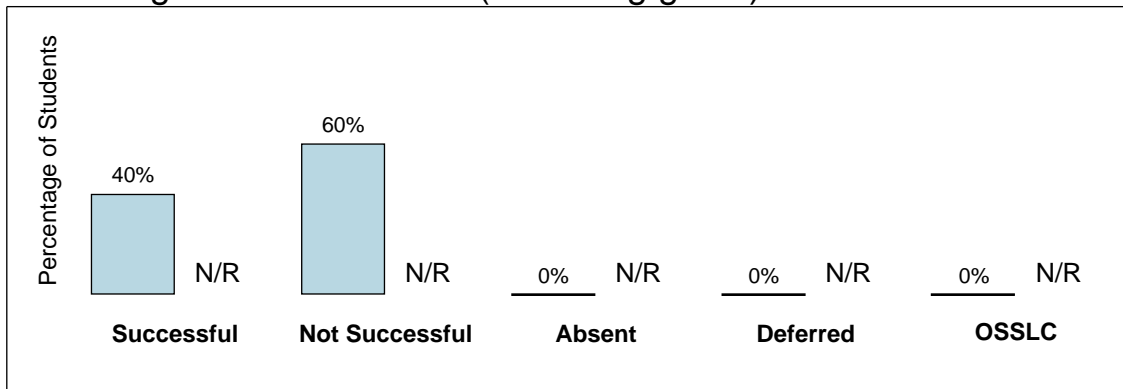 Percentage of Students
60%
40%
N/R
N/R
0%
N/R
0%
N/R
0%
N/R
Successful
Not Successful
Absent
Deferred
OSSLC